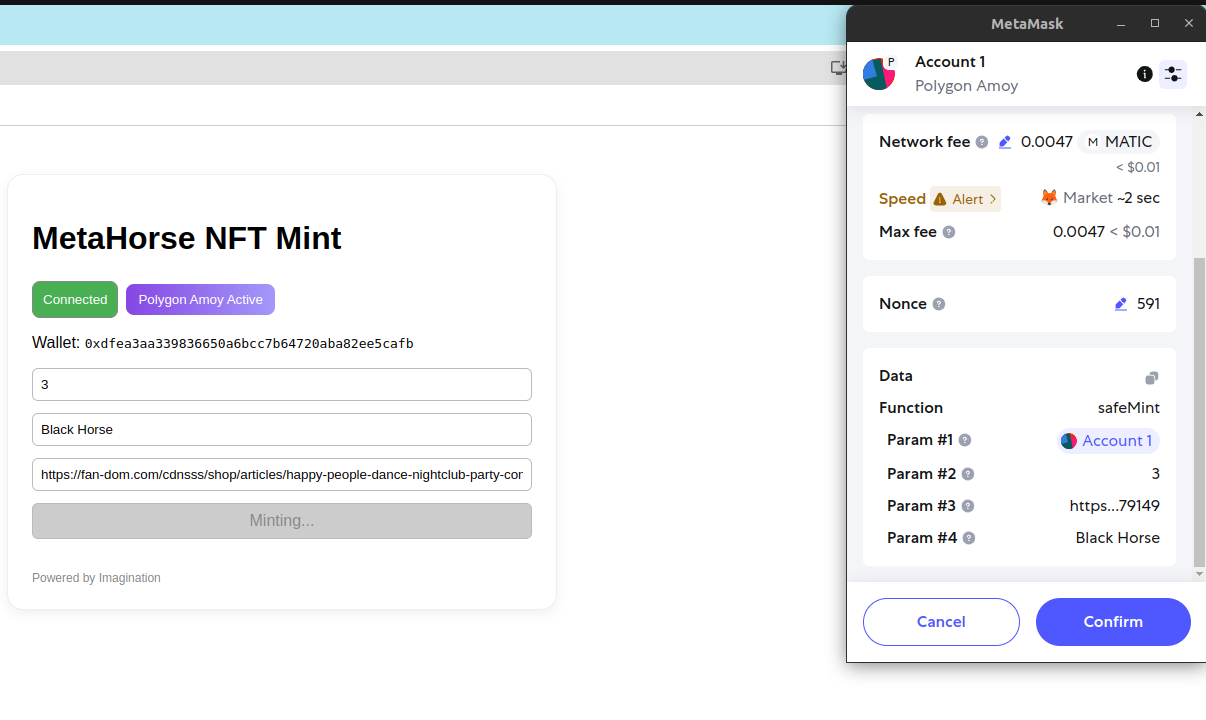 MetaHorse NFT Mint
Connected
Polygon Amoy Active
Wallet: 0xdfea3aa339836650a6bcc7b64720aba82ee5cafb
3
Black Horse
https://fan-dom.com/cdnsss/shop/articles/happy-people-dance-nightclub-party-cor
Minting...
Powered by Imagination
MetaMask
P
Account 1
Polygon Amoy
Network fee 0.0047 M MATIC
< $0.01
Speed Alert > Market ~2 sec
Max fee 0.0047 < $0.01
Nonce 591
Data
Function safeMint
Param #1 Account 1
Param #2 3
Param #3 https...79149
Param #4 Black Horse
Cancel Confirm